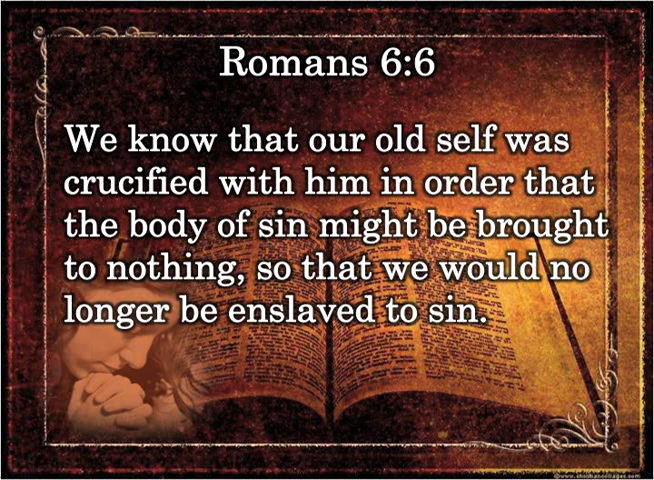 Romans 6:6
We know that our old self was
crucified with him in order that
the body of sin might be brought
to nothing, so that we would no
longer be enslaved to sin.